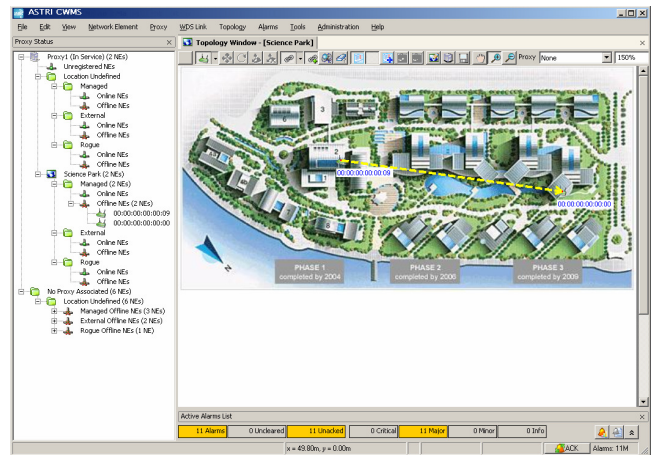 ASTRI CWMS
File Edit View Network Element Proxy WDS Link Topology Alarms Tools Administration Help
Proxy Status
Topology Window - [Science Park]
Proxy None 150%
Proxy1 (In Service) (2 NEs)
Unregistered NEs
Location Undefined
Managed
Online NEs
Offline NEs
External
Online NEs
Offline NEs
Rogue
Online NEs
Offline NEs
Science Park (2 NEs)
Managed (2 NEs)
Online NEs
Offline NEs (2 NEs)
00:00:00:00:00:09
00:00:00:00:00:00
External
Online NEs
Offline NEs
Rogue
Online NEs
Offline NEs
No Proxy Associated (6 NEs)
Location Undefined (6 NEs)
Managed Offline NEs (3 NEs)
External Offline NEs (2 NEs)
Rogue Offline NEs (1 NE)
6
3
2
1
00:00:00:00:00:09
00:00:00:00:00:00
N
PHASE 1
completed by 2004
PHASE 2
completed by 2006
PHASE 3
completed by 2009
Active Alarms List
11 Alarms 0 Uncleared 11 Unacked 0 Critical 11 Major 0 Minor 0 Info
x = 49.80m, y = 0.00m
ACK Alarms: 11M